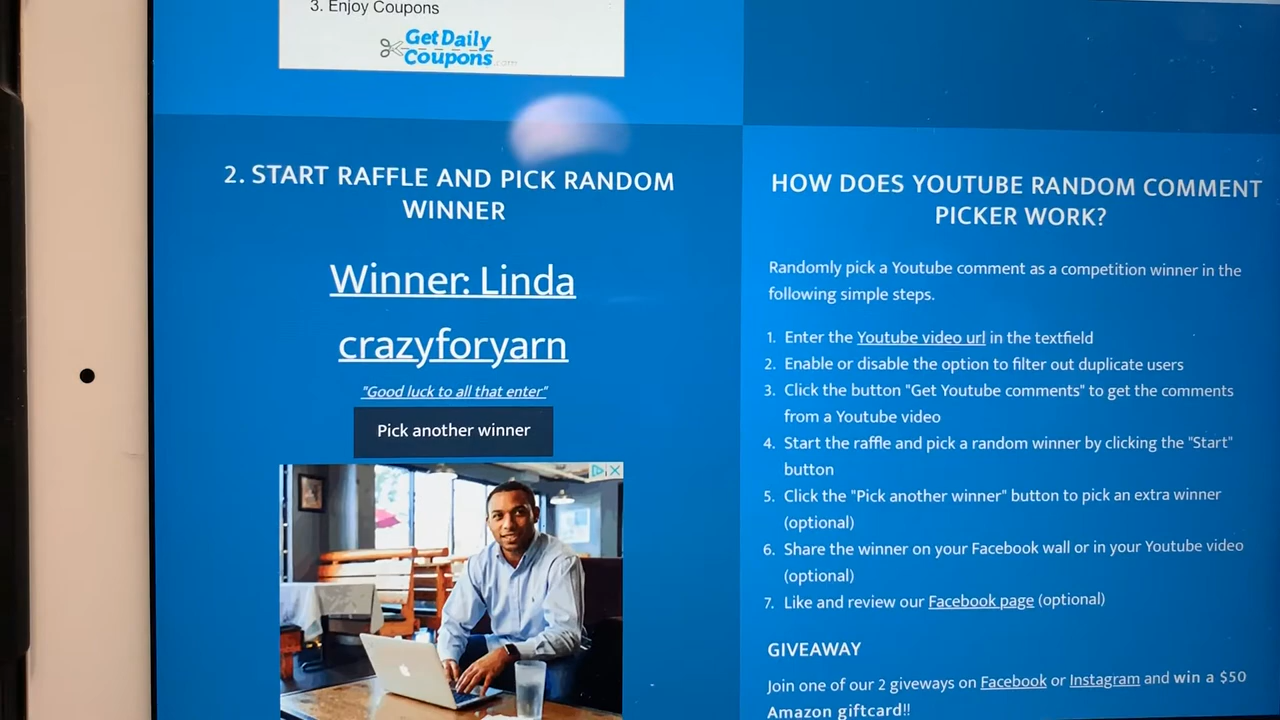 3. Enjoy Coupons
Get Daily
Coupons.com
2. START RAFFLE AND PICK RANDOM
WINNER
Winner: Linda
crazyforyarn
"Good luck to all that enter"
Pick another winner
HOW DOES YOUTUBE RANDOM COMMENT
PICKER WORK?
Randomly pick a Youtube comment as a competition winner in the
following simple steps.
1. Enter the Youtube video url in the textfield
2. Enable or disable the option to filter out duplicate users
3. Click the button "Get Youtube comments" to get the comments
from a Youtube video
4. Start the raffle and pick a random winner by clicking the "Start"
button
5. Click the "Pick another winner" button to pick an extra winner
(optional)
6. Share the winner on your Facebook wall or in your Youtube video
(optional)
7. Like and review our Facebook page (optional)
GIVEAWAY
Join one of our 2 giveways on Facebook or Instagram and win a $50
Amazon giftcard!!